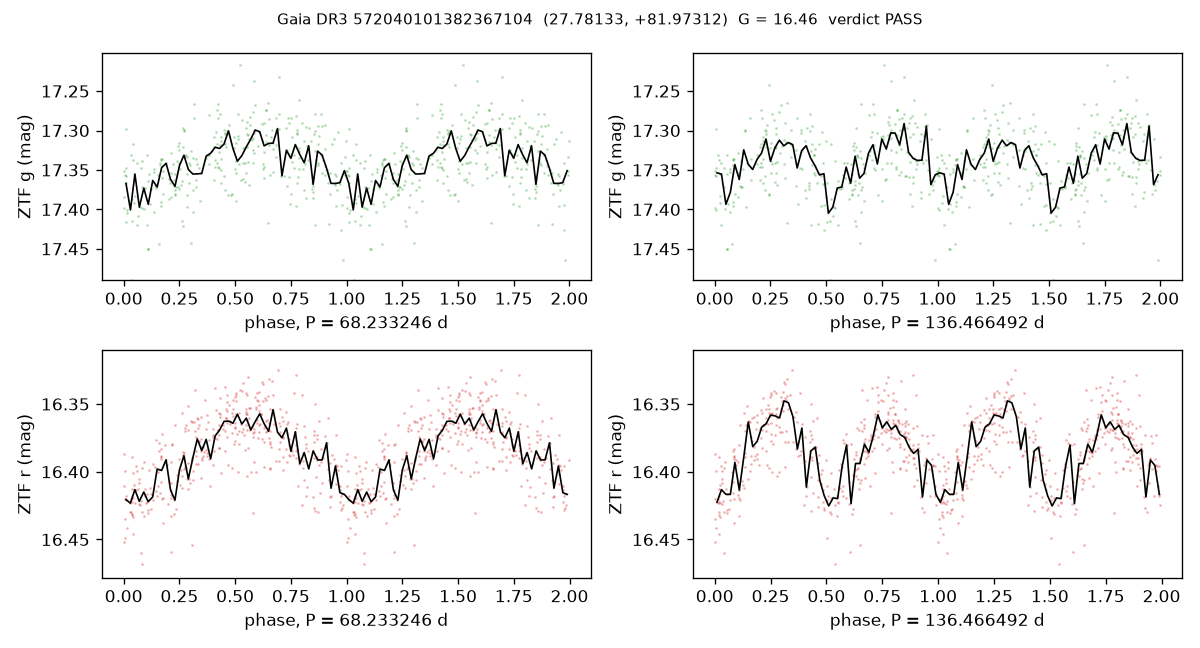 Gaia DR3 572040101382367104 (27.78133, +81.97312) G = 16.46 verdict PASS
ZTF g (mag)
17.25
17.30
17.35
17.40
17.45
0.00 0.25 0.50 0.75 1.00 1.25 1.50 1.75 2.00
phase, P = 68.233246 d
ZTF g (mag)
17.25
17.30
17.35
17.40
17.45
0.00 0.25 0.50 0.75 1.00 1.25 1.50 1.75 2.00
phase, P = 136.466492 d
ZTF r (mag)
16.35
16.40
16.45
0.00 0.25 0.50 0.75 1.00 1.25 1.50 1.75 2.00
phase, P = 68.233246 d
ZTF r (mag)
16.35
16.40
16.45
0.00 0.25 0.50 0.75 1.00 1.25 1.50 1.75 2.00
phase, P = 136.466492 d